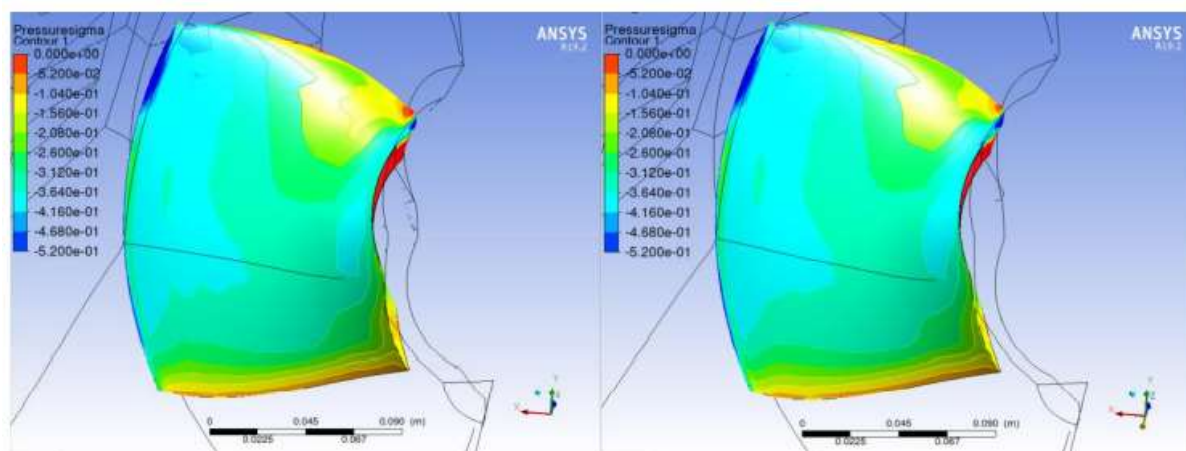 Pressuresigma
Contour 1
0.000e+00
-5.200e-02
-1.040e-01
-1.560e-01
-2.080e-01
-2.600e-01
-3.120e-01
-3.640e-01
-4.160e-01
-4.680e-01
-5.200e-01
ANSYS
R19.2
0 0.045 0.090 (m)
0.0225 0.067
X Y
Pressuresigma
Contour 1
0.000e+00
-5.200e-02
-1.040e-01
-1.560e-01
-2.080e-01
-2.600e-01
-3.120e-01
-3.640e-01
-4.160e-01
-4.680e-01
-5.200e-01
ANSYS
R19.2
0 0.045 0.090 (m)
0.0225 0.067
X Y Z